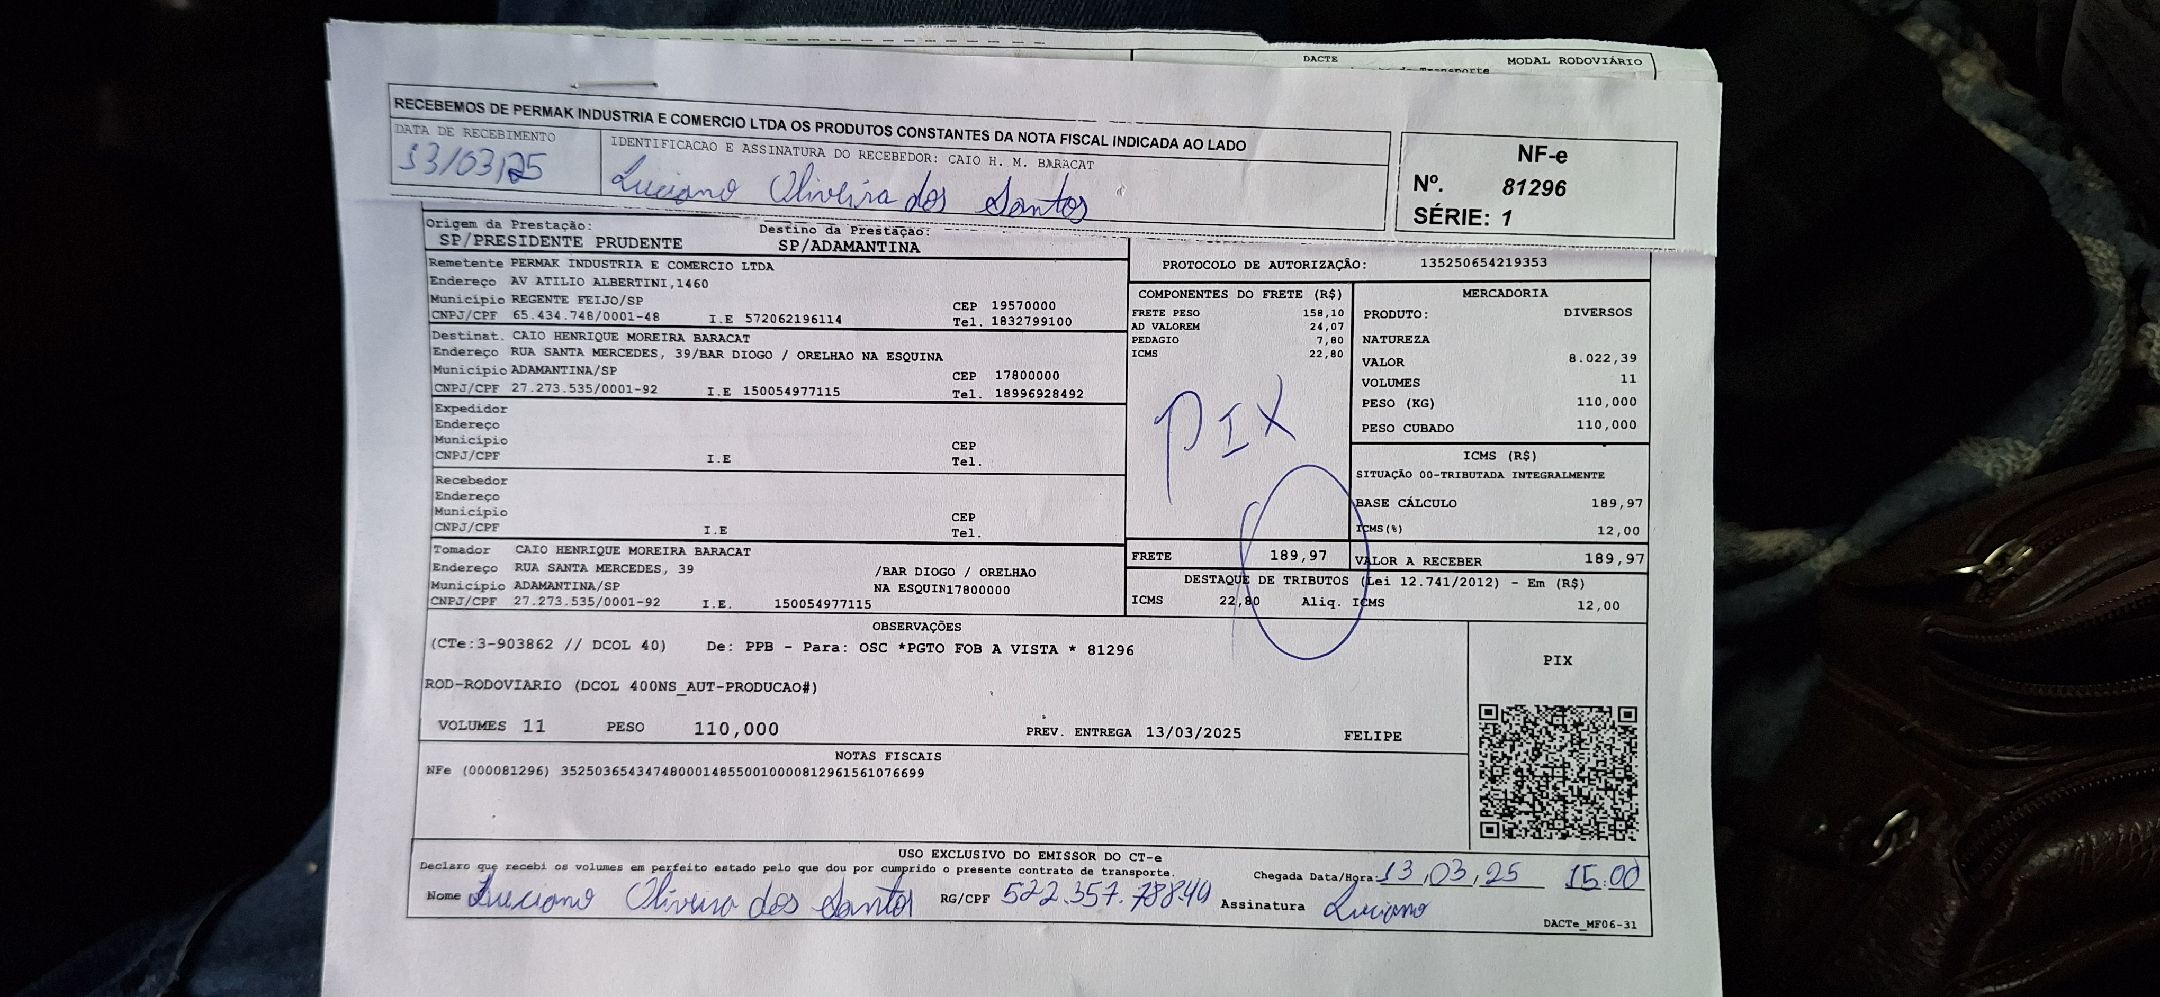 DACTE
MODAL RODOVIÁRIO
RECEBEMOS DE PERMAK INDUSTRIA E COMERCIO LTDA OS PRODUTOS CONSTANTES DA NOTA FISCAL INDICADA AO LADO
DATA DE RECEBIMENTO
13/03/25
IDENTIFICACAO E ASSINATURA DO RECEBEDOR: CAIO H. M. BARACAT
Luciano Oliveira dos Santos
NF-e
Nº. 81296
SÉRIE: 1
Origem da Prestação:
SP/PRESIDENTE PRUDENTE
Destino da Prestação:
SP/ADAMANTINA
PROTOCOLO DE AUTORIZAÇÃO: 135250654219353
Remetente PERMAK INDUSTRIA E COMERCIO LTDA
Endereço AV ATILIO ALBERTINI,1460
Município REGENTE FEIJO/SP CEP 19570000
CNPJ/CPF 65.434.748/0001-48 I.E 572062196114 Tel. 1832799100
Destinat. CAIO HENRIQUE MOREIRA BARACAT
Endereço RUA SANTA MERCEDES, 39/BAR DIOGO / ORELHAO NA ESQUINA
Município ADAMANTINA/SP CEP 17800000
CNPJ/CPF 27.273.535/0001-92 I.E 150054977115 Tel. 18996928492
Expedidor
Endereço
Município CEP
CNPJ/CPF I.E Tel.
Recebedor
Endereço
Município CEP
CNPJ/CPF I.E Tel.
Tomador CAIO HENRIQUE MOREIRA BARACAT
Endereço RUA SANTA MERCEDES, 39 /BAR DIOGO / ORELHAO
Município ADAMANTINA/SP NA ESQUIN17800000
CNPJ/CPF 27.273.535/0001-92 I.E. 150054977115
COMPONENTES DO FRETE (R$)
FRETE PESO 158,10
AD VALOREM 24,07
PEDAGIO 7,80
ICMS 22,80
PIX
FRETE 189,97
MERCADORIA
PRODUTO: DIVERSOS
NATUREZA
VALOR 8.022,39
VOLUMES 11
PESO (KG) 110,000
PESO CUBADO 110,000
ICMS (R$)
SITUAÇÃO 00-TRIBUTADA INTEGRALMENTE
BASE CÁLCULO 189,97
ICMS(%) 12,00
VALOR A RECEBER 189,97
DESTAQUE DE TRIBUTOS (Lei 12.741/2012) - Em (R$)
ICMS 22,80 Aliq. ICMS 12,00
OBSERVAÇÕES
(CTe:3-903862 // DCOL 40) De: PPB - Para: OSC *PGTO FOB A VISTA * 81296
ROD-RODOVIARIO (DCOL 400NS_AUT-PRODUCAO#)
VOLUMES 11 PESO 110,000 PREV. ENTREGA 13/03/2025 FELIPE
PIX
NOTAS FISCAIS
NFe (000081296) 35250365434748000148550010000812961561076699
USO EXCLUSIVO DO EMISSOR DO CT-e
Declaro que recebi os volumes em perfeito estado pelo que dou por cumprido o presente contrato de transporte.
Chegada Data/Hora: 13,03,25 15:00
Nome Luciano Oliveira dos Santos RG/CPF 522.357.788.40 Assinatura Luciano
DACTe_MF06-31